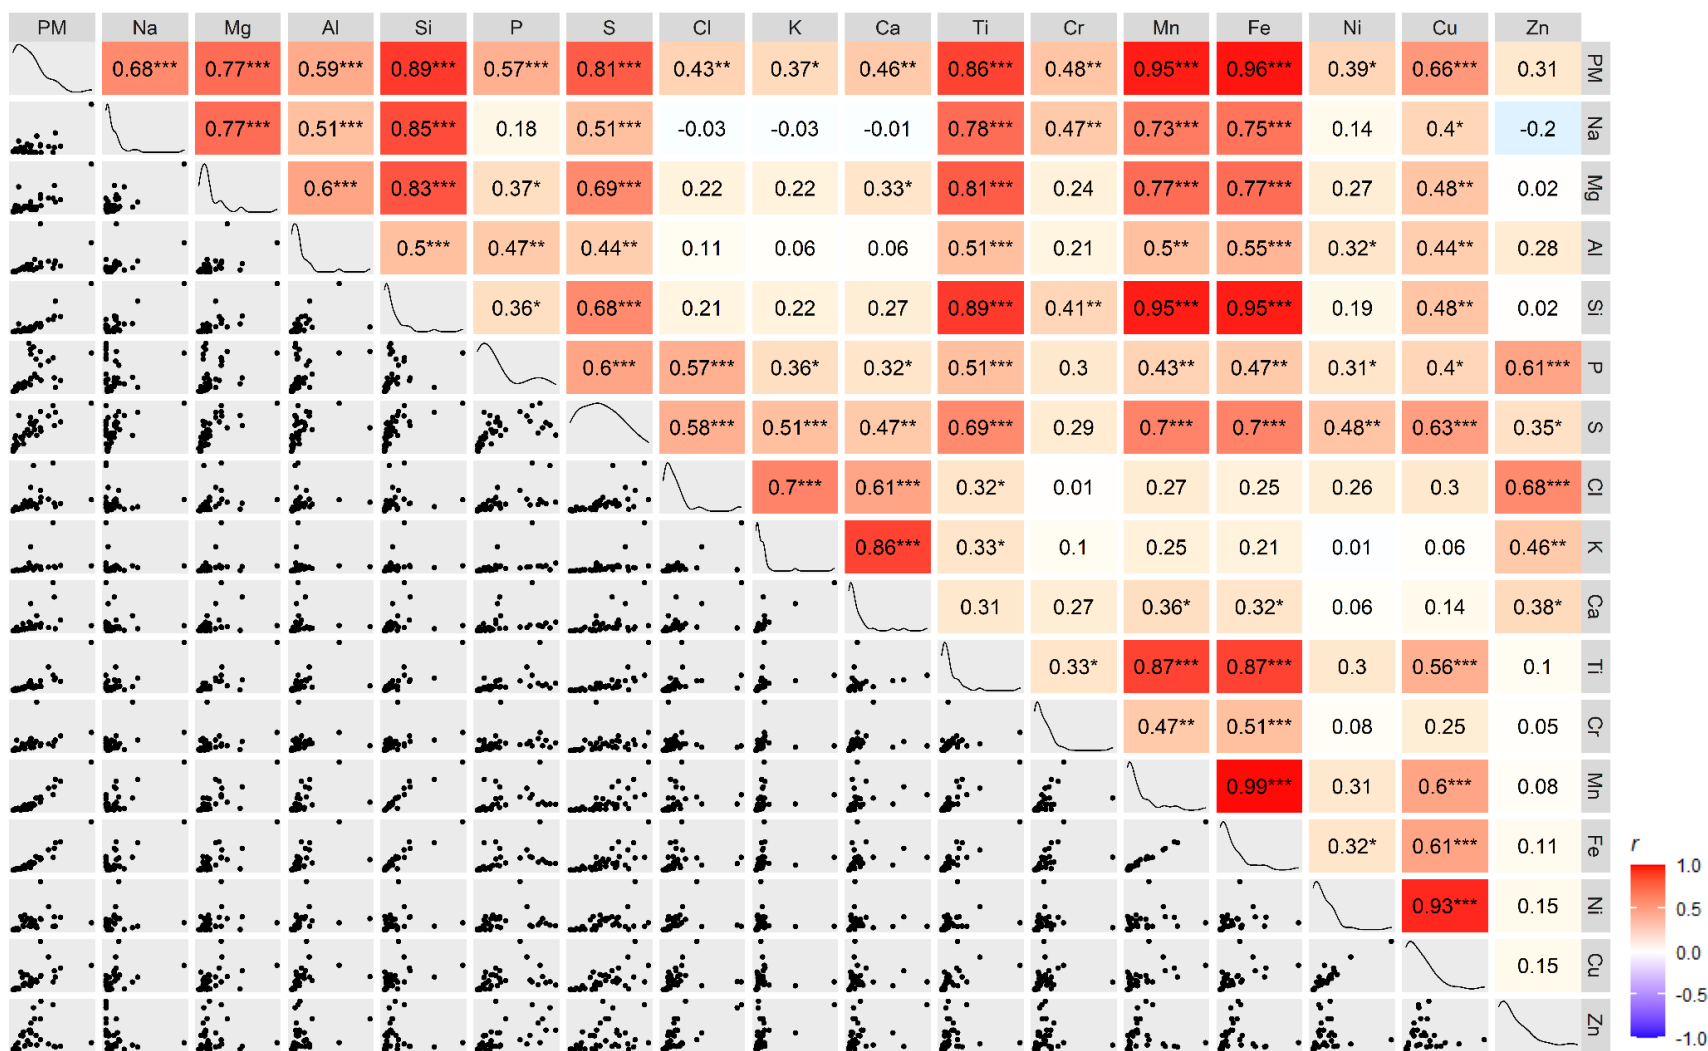 PM Na Mg Al Si P S Cl K Ca Ti Cr Mn Fe Ni Cu Zn
0.68*** 0.77*** 0.59*** 0.89*** 0.57*** 0.81*** 0.43** 0.37* 0.46** 0.86*** 0.48** 0.95*** 0.96*** 0.39* 0.66*** 0.31 PM
0.77*** 0.51*** 0.85*** 0.18 0.51*** -0.03 -0.03 -0.01 0.78*** 0.47** 0.73*** 0.75*** 0.14 0.4* -0.2 Na
0.6*** 0.83*** 0.37* 0.69*** 0.22 0.22 0.33* 0.81*** 0.24 0.77*** 0.77*** 0.27 0.48** 0.02 Mg
0.5*** 0.47** 0.44** 0.11 0.06 0.06 0.51*** 0.21 0.5** 0.55*** 0.32* 0.44** 0.28 Al
0.36* 0.68*** 0.21 0.22 0.27 0.89*** 0.41** 0.95*** 0.95*** 0.19 0.48** 0.02 Si
0.6*** 0.57*** 0.36* 0.32* 0.51*** 0.3 0.43** 0.47** 0.31* 0.4* 0.61*** P
0.58*** 0.51*** 0.47** 0.69*** 0.29 0.7*** 0.7*** 0.48** 0.63*** 0.35* S
0.7*** 0.61*** 0.32* 0.01 0.27 0.25 0.26 0.3 0.68*** Cl
0.86*** 0.33* 0.1 0.25 0.21 0.01 0.06 0.46** K
0.31 0.27 0.36* 0.32* 0.06 0.14 0.38* Ca
0.33* 0.87*** 0.87*** 0.3 0.56*** 0.1 Ti
0.47** 0.51*** 0.08 0.25 0.05 Cr
0.99*** 0.31 0.6*** 0.08 Mn
0.32* 0.61*** 0.11 Fe
0.93*** 0.15 Ni
0.15 Cu
Zn
r
1.0
0.5
0.0
-0.5
-1.0